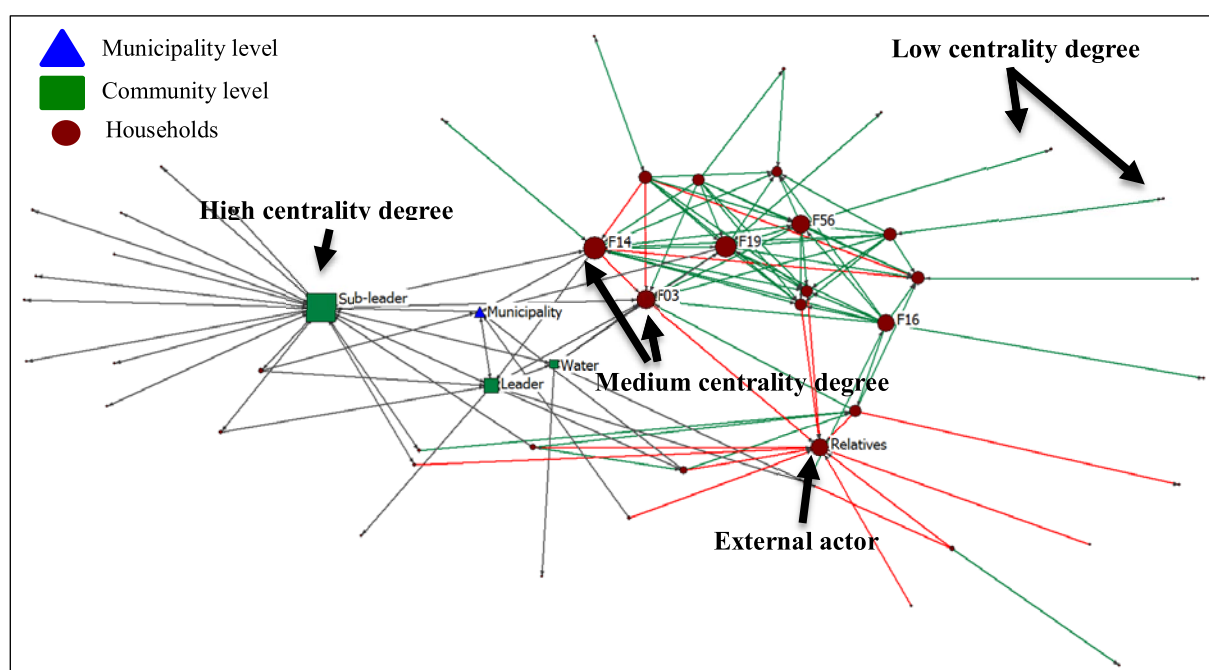 Municipality level
Community level
Households
Low centrality degree
High centrality degree
F56
F14
F19
Sub-leader
F03
Municipality
F16
Water
Leader
Medium centrality degree
Relatives
External actor